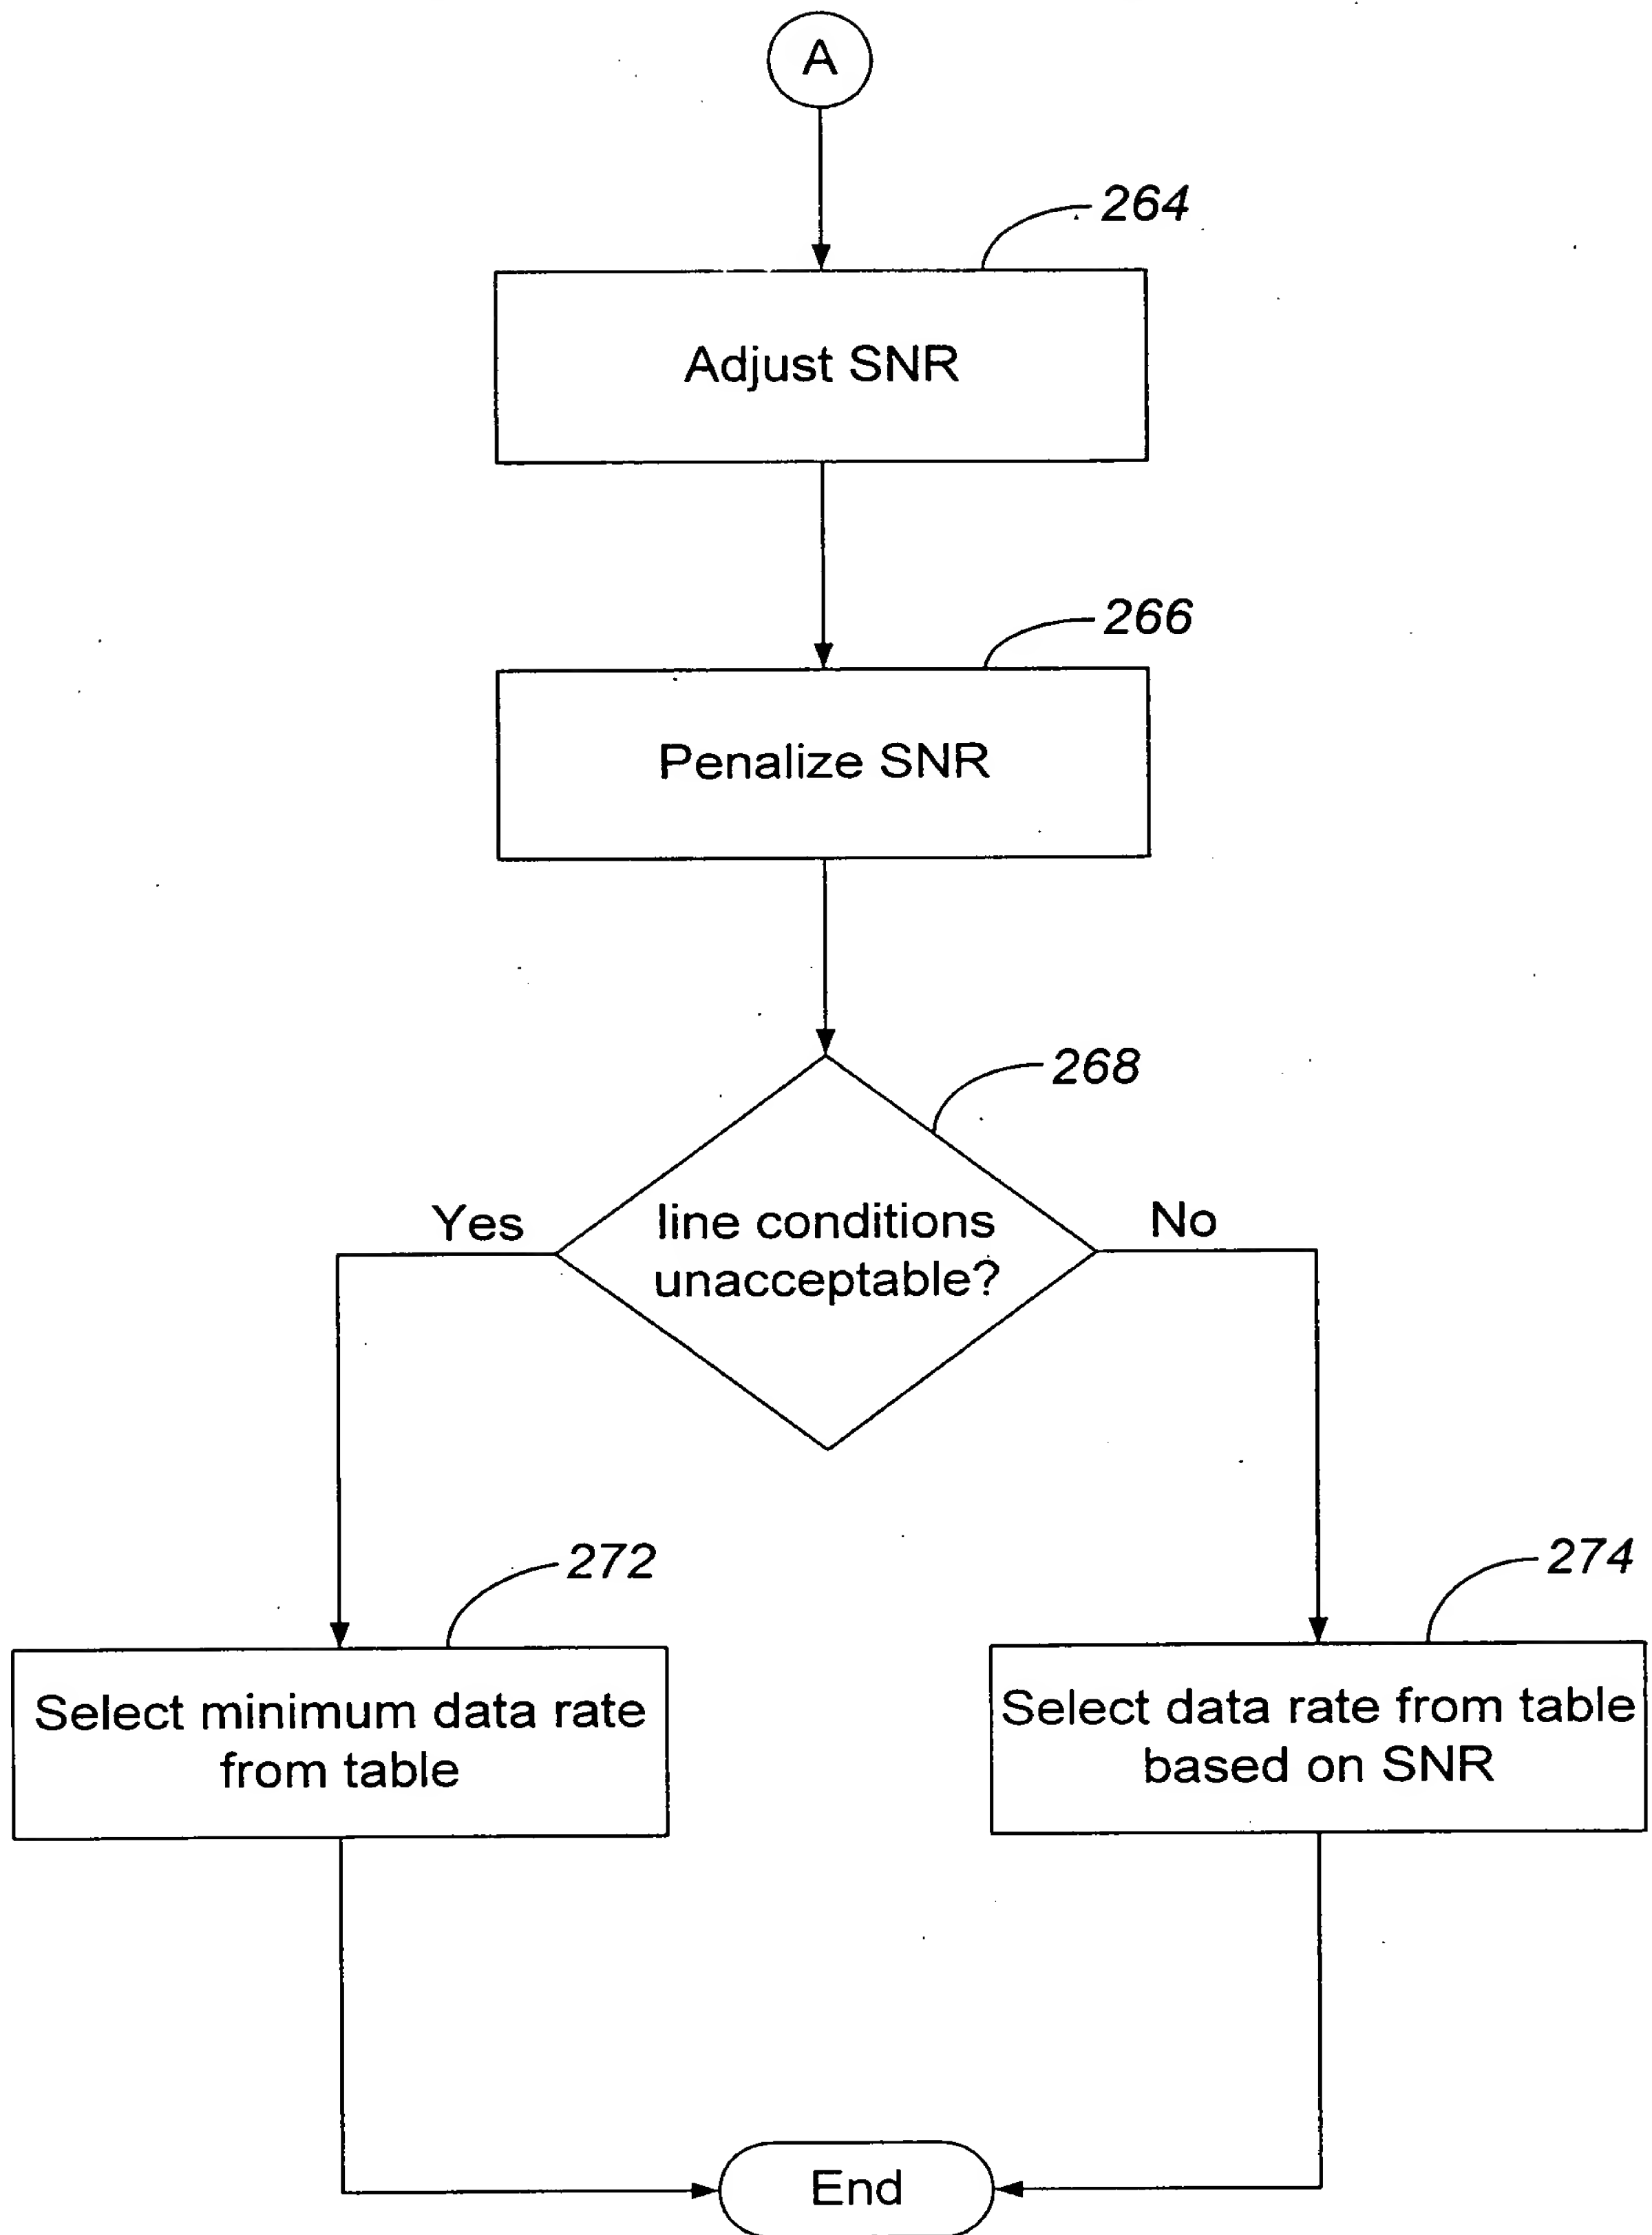 A
264
Adjust SNR
266
Penalize SNR
268
Yes
line conditions
unacceptable?
No
272
274
Select minimum data rate
from table
Select data rate from table
based on SNR
End